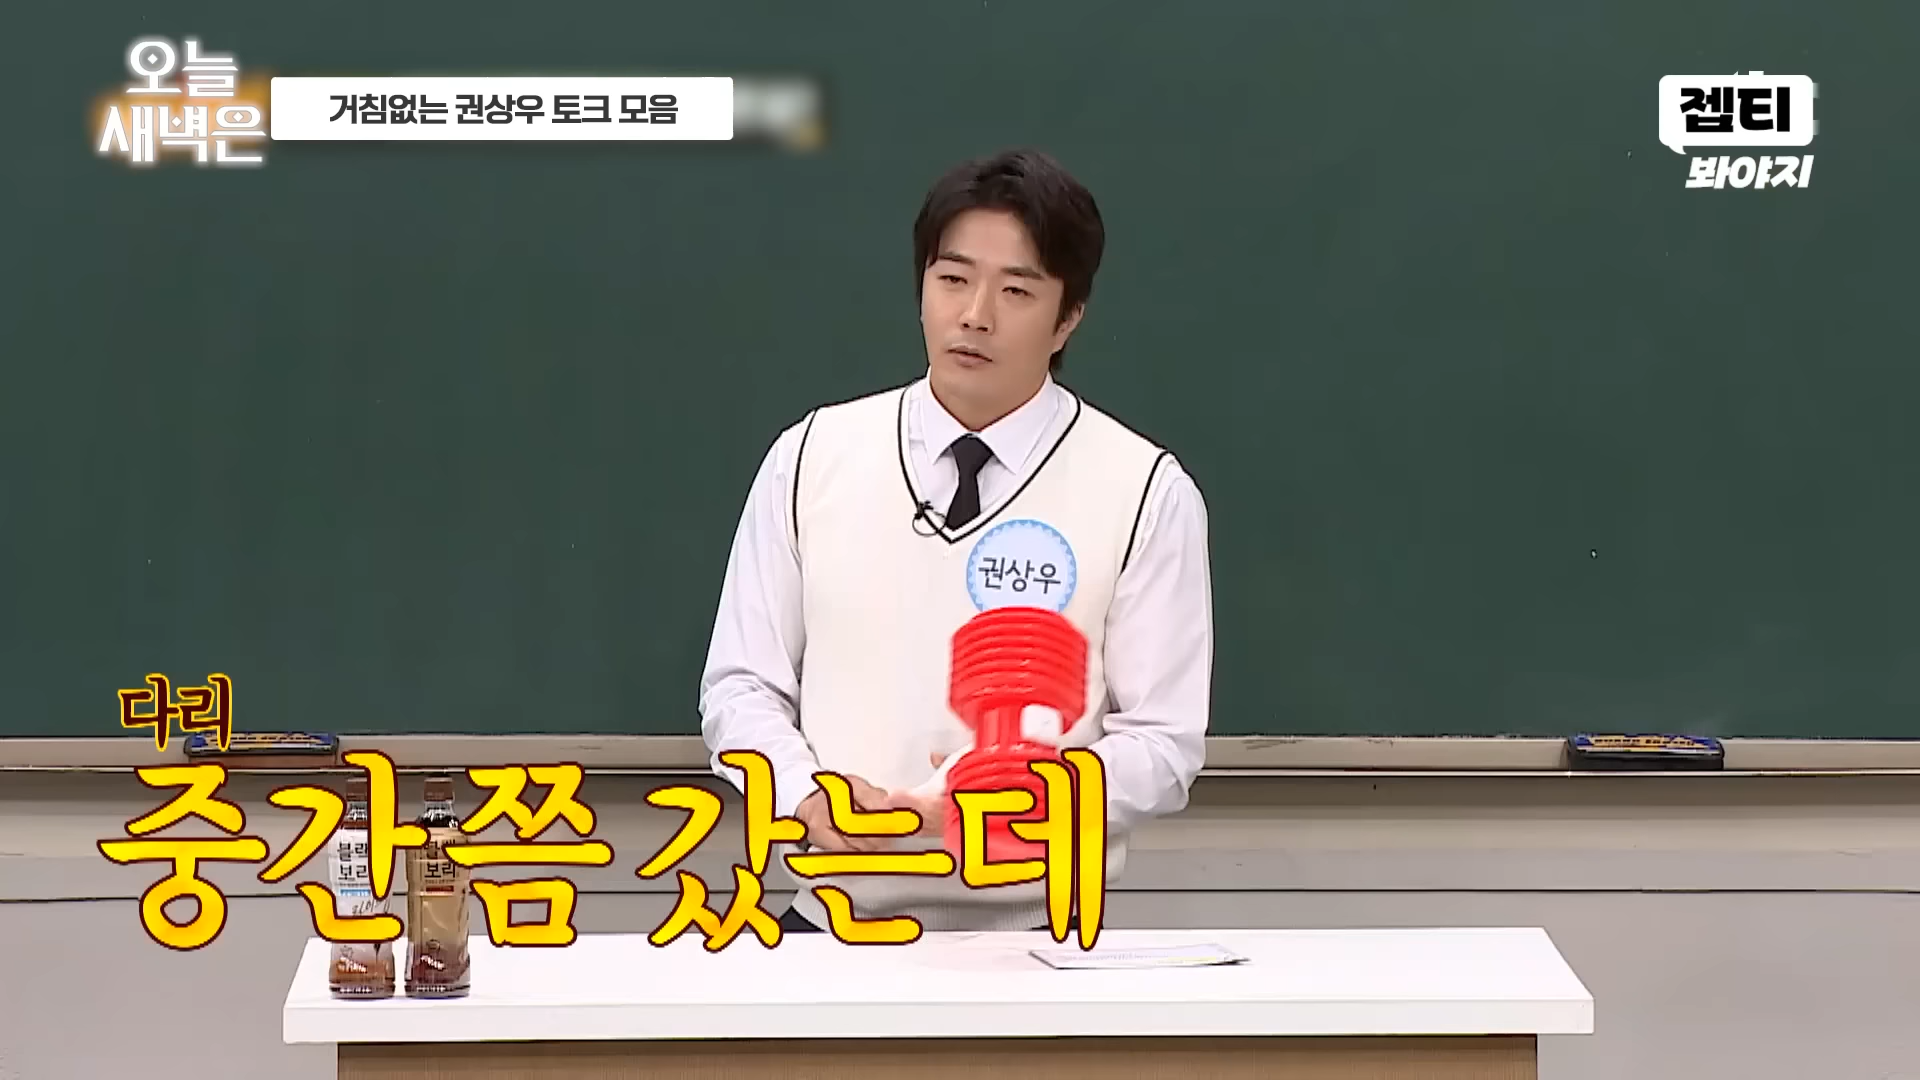 오늘
새벽은
거침없는 권상우 토크 모음
젭티
봐야지
권상우
다리
중간쯤 갔는데
블랙
보리
보리